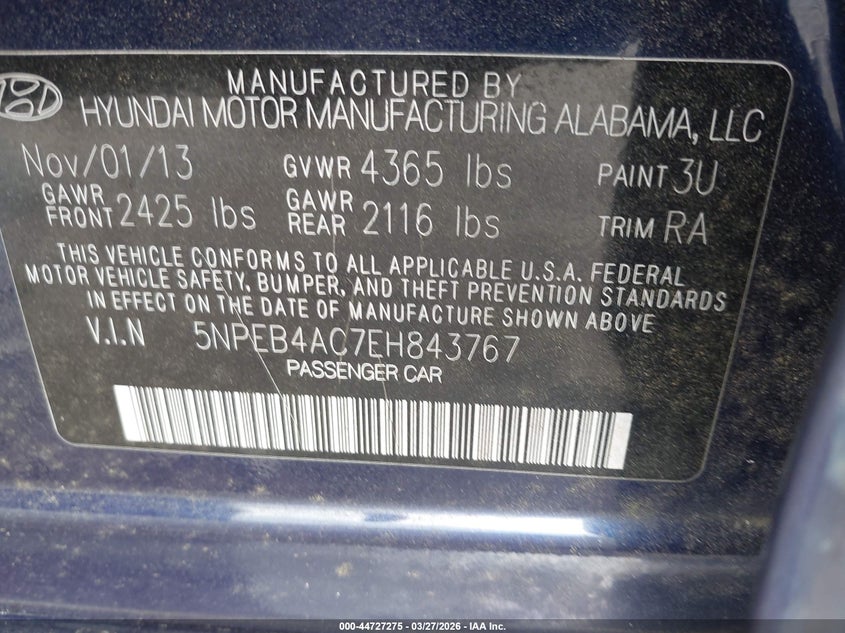 MANUFACTURED BY
HYUNDAI MOTOR MANUFACTURING ALABAMA, LLC
Nov/01/13 GVWR 4365 lbs PAINT 3U
GAWR FRONT 2425 lbs GAWR REAR 2116 lbs TRIM RA
THIS VEHICLE CONFORMS TO ALL APPLICABLE U.S.A. FEDERAL
MOTOR VEHICLE SAFETY, BUMPER, AND THEFT PREVENTION STANDARDS
IN EFFECT ON THE DATE OF MANUFACTURE SHOWN ABOVE
V.I.N 5NPEB4AC7EH843767
PASSENGER CAR
000-44727275 | 03/27/2026 | IAA Inc.